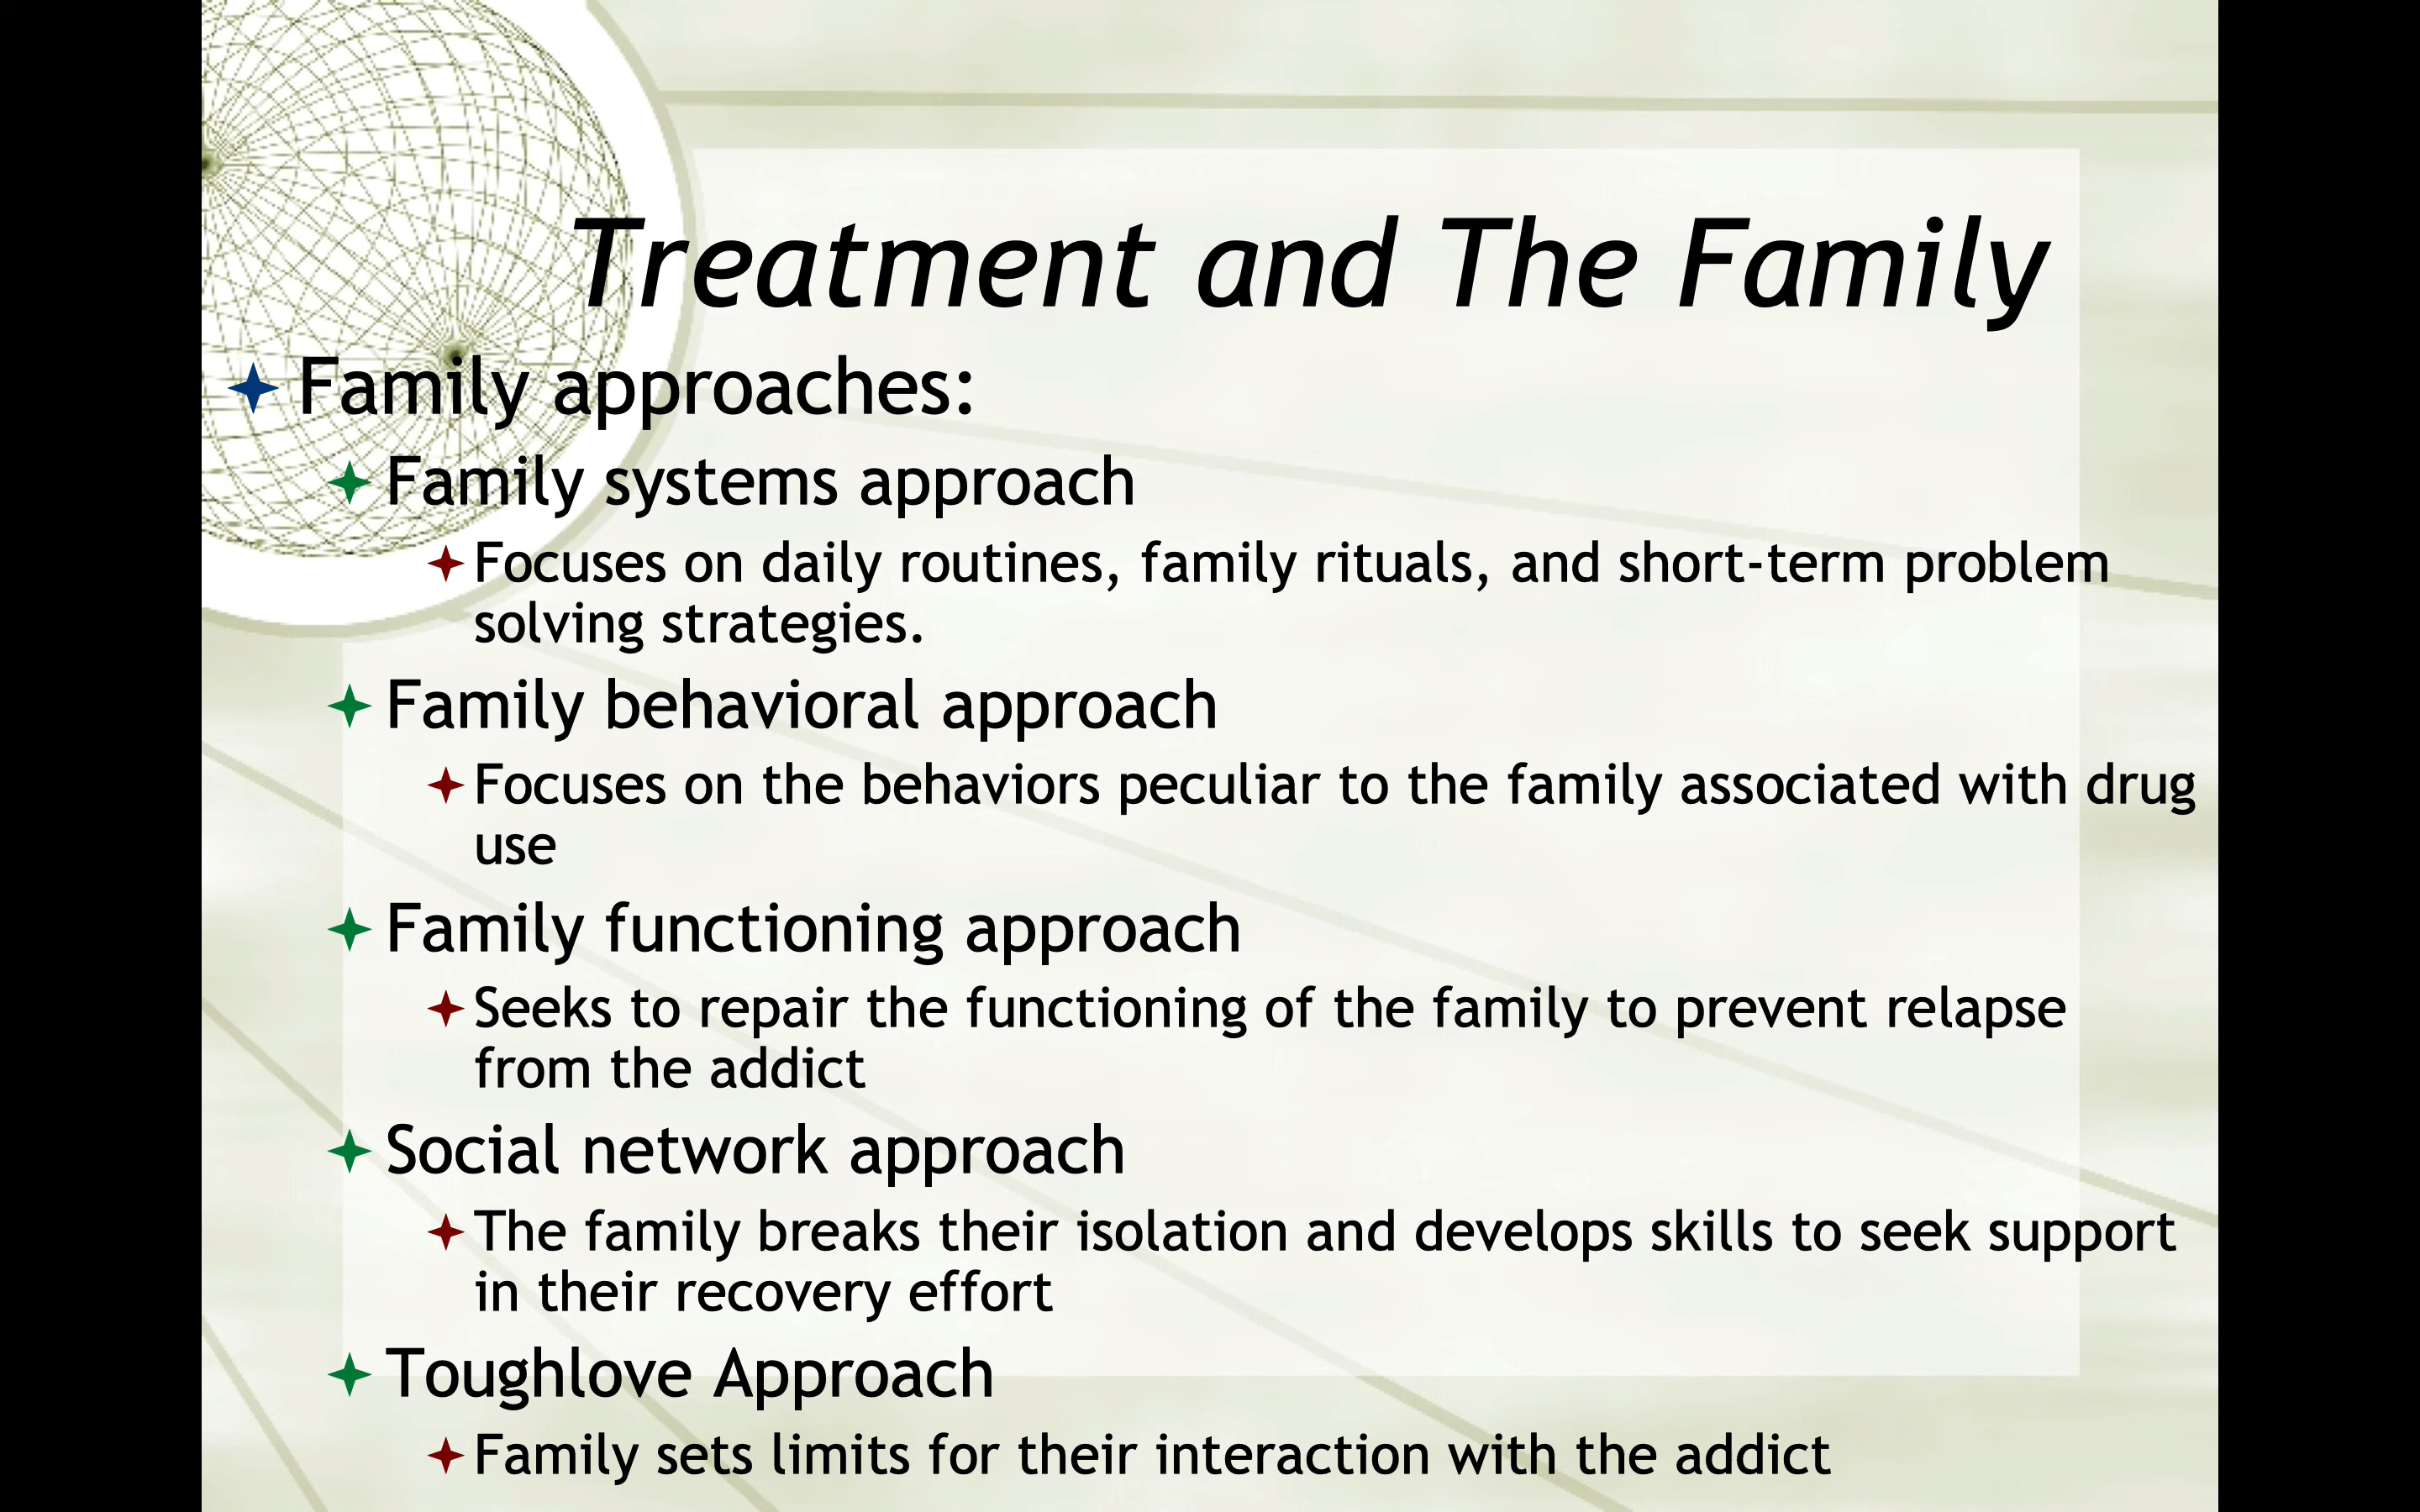 Treatment and The Family
Family approaches:
Family systems approach
Focuses on daily routines, family rituals, and short-term problem
solving strategies.
Family behavioral approach
Focuses on the behaviors peculiar to the family associated with drug
use
Family functioning approach
Seeks to repair the functioning of the family to prevent relapse
from the addict
Social network approach
The family breaks their isolation and develops skills to seek support
in their recovery effort
Toughlove Approach
Family sets limits for their interaction with the addict